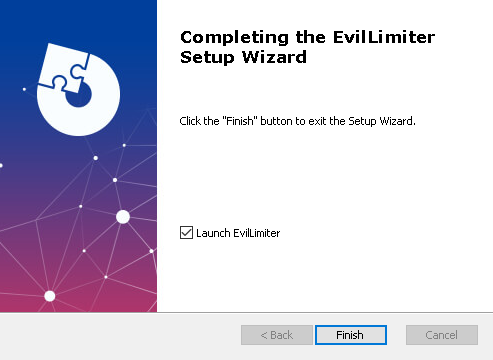 Completing the EvilLimiter
Setup Wizard
Click the "Finish" button to exit the Setup Wizard.
Launch EvilLimiter
< Back
Finish
Cancel